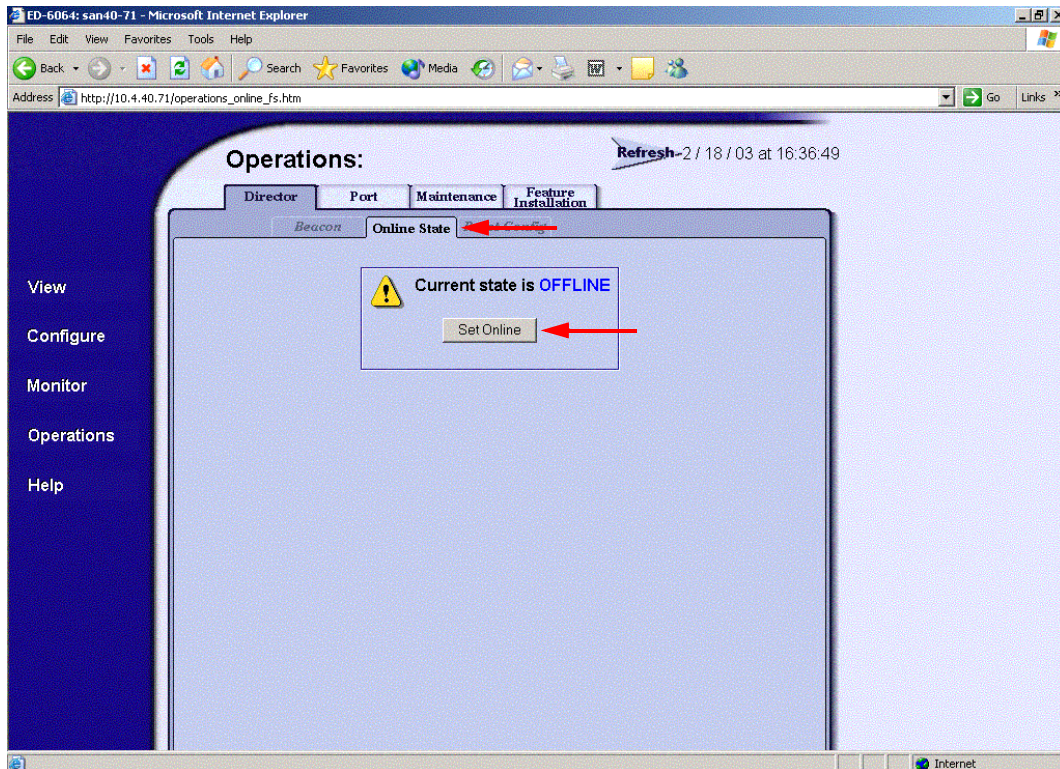 ED-6064: san40-71 - Microsoft Internet Explorer
File Edit View Favorites Tools Help
Back Search Favorites Media
Address http://10.4.40.71/operations_online_fs.htm Go Links »
Operations:
Refresh-2 / 18 / 03 at 16:36:49
Director Port Maintenance Feature Installation
Beacon Online State Config
Current state is OFFLINE
Set Online
View
Configure
Monitor
Operations
Help
Internet